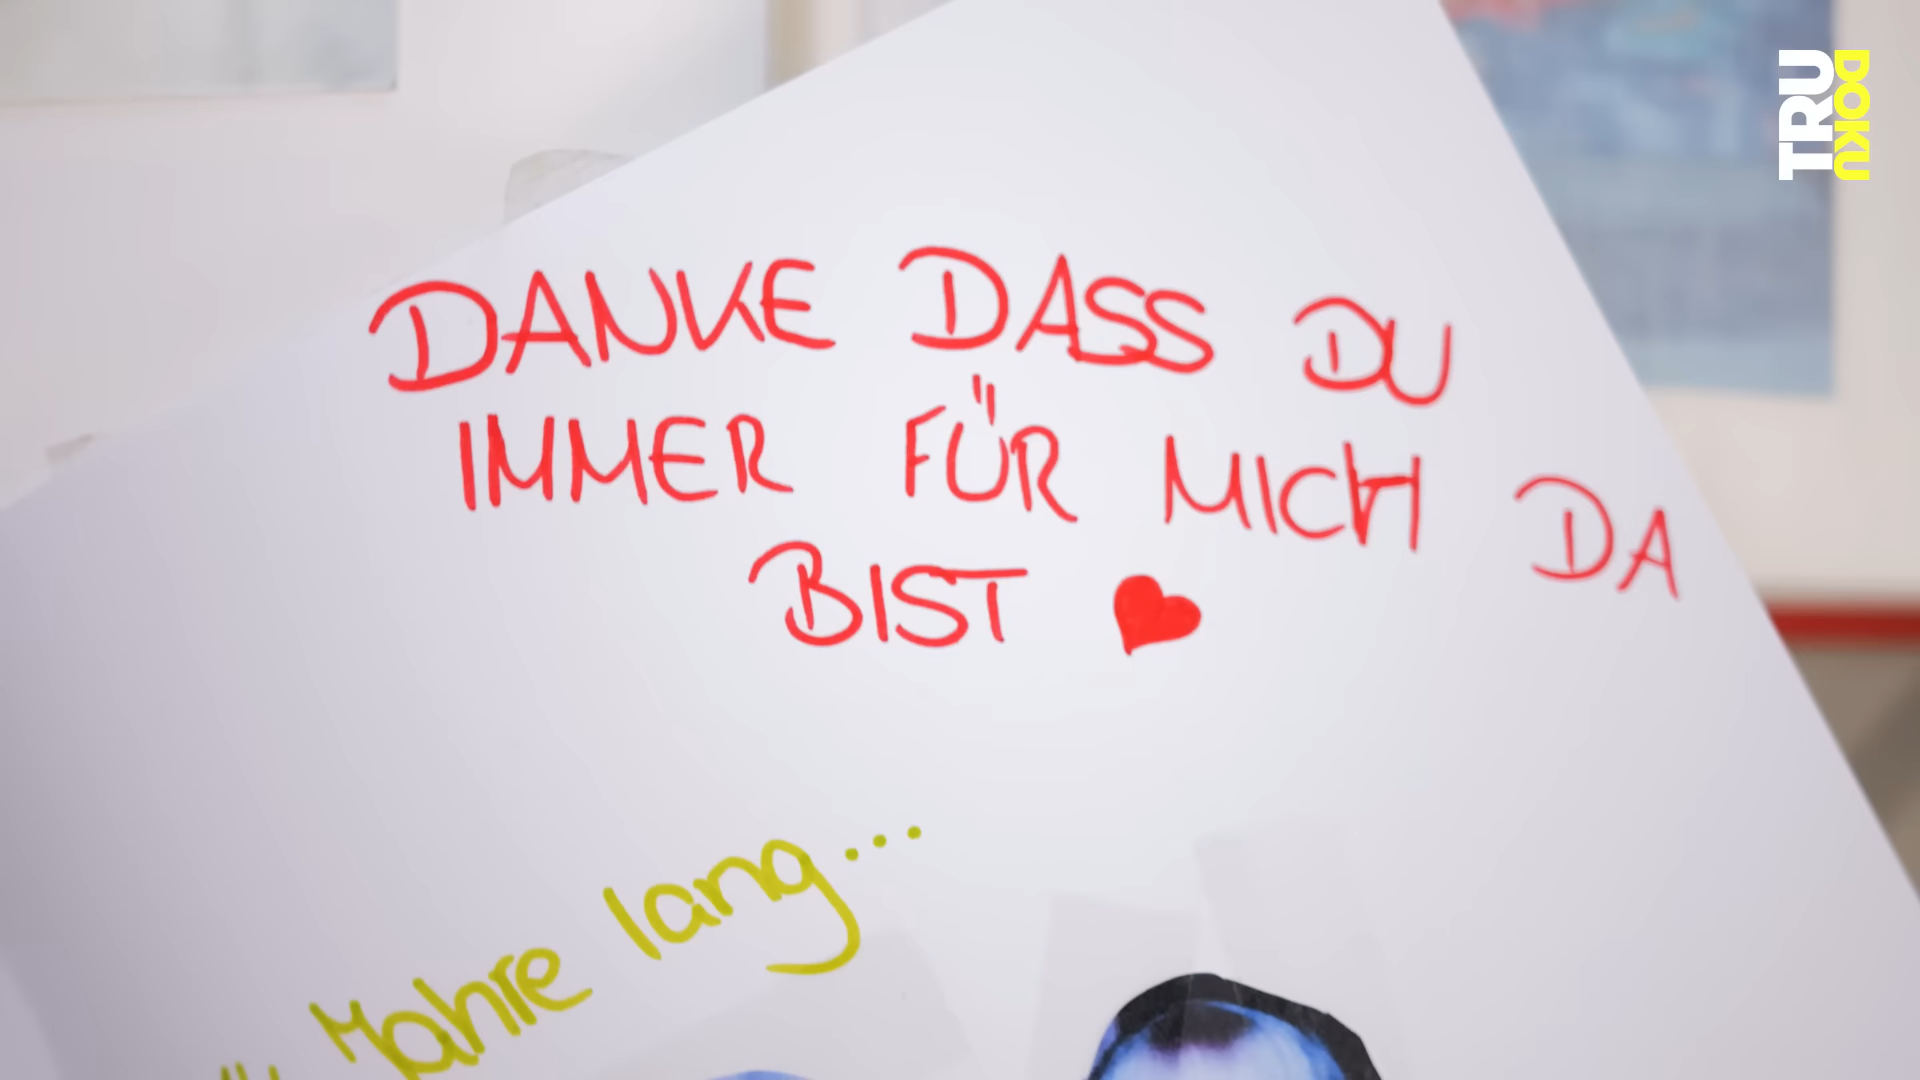 DANKE DASS DU
IMMER FÜR MICH DA
BIST
Jahre lang...
TRU
DOKU